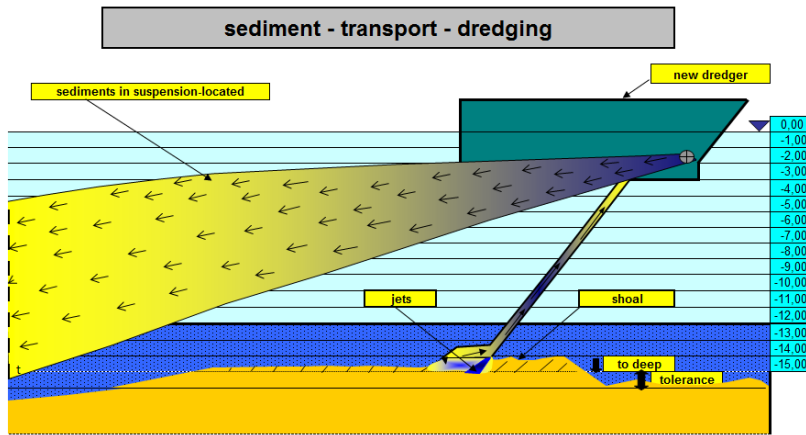 sediment - transport - dredging
new dredger
sediments in suspension-located
0,00
-1,00
-2,00
-3,00
-4,00
-5,00
-6,00
-7,00
-8,00
-9,00
-10,00
-11,00
-12,00
jets
shoal
-13,00
-14,00
to deep
-15,00
t
tolerance